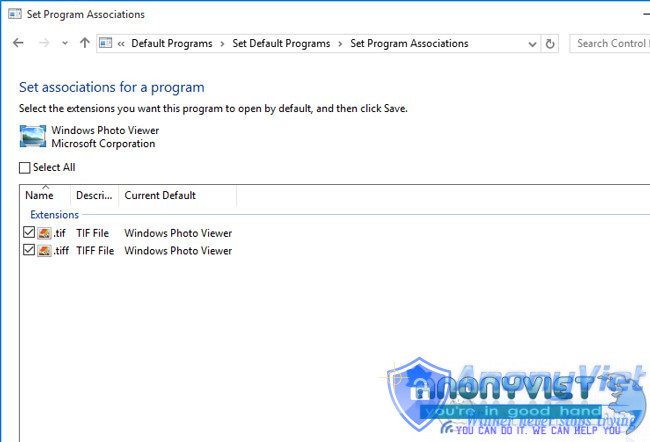 Set Program Associations
« Default Programs > Set Default Programs > Set Program Associations
Search Control
Set associations for a program
Select the extensions you want this program to open by default, and then click Save.
Windows Photo Viewer
Microsoft Corporation
Select All
Name Descri... Current Default
Extensions
.tif TIF File Windows Photo Viewer
.tiff TIFF File Windows Photo Viewer
AnonyViet
ANONYVIET
you're in good hand
never stops trying
YOU CAN DO IT. WE CAN HELP YOU